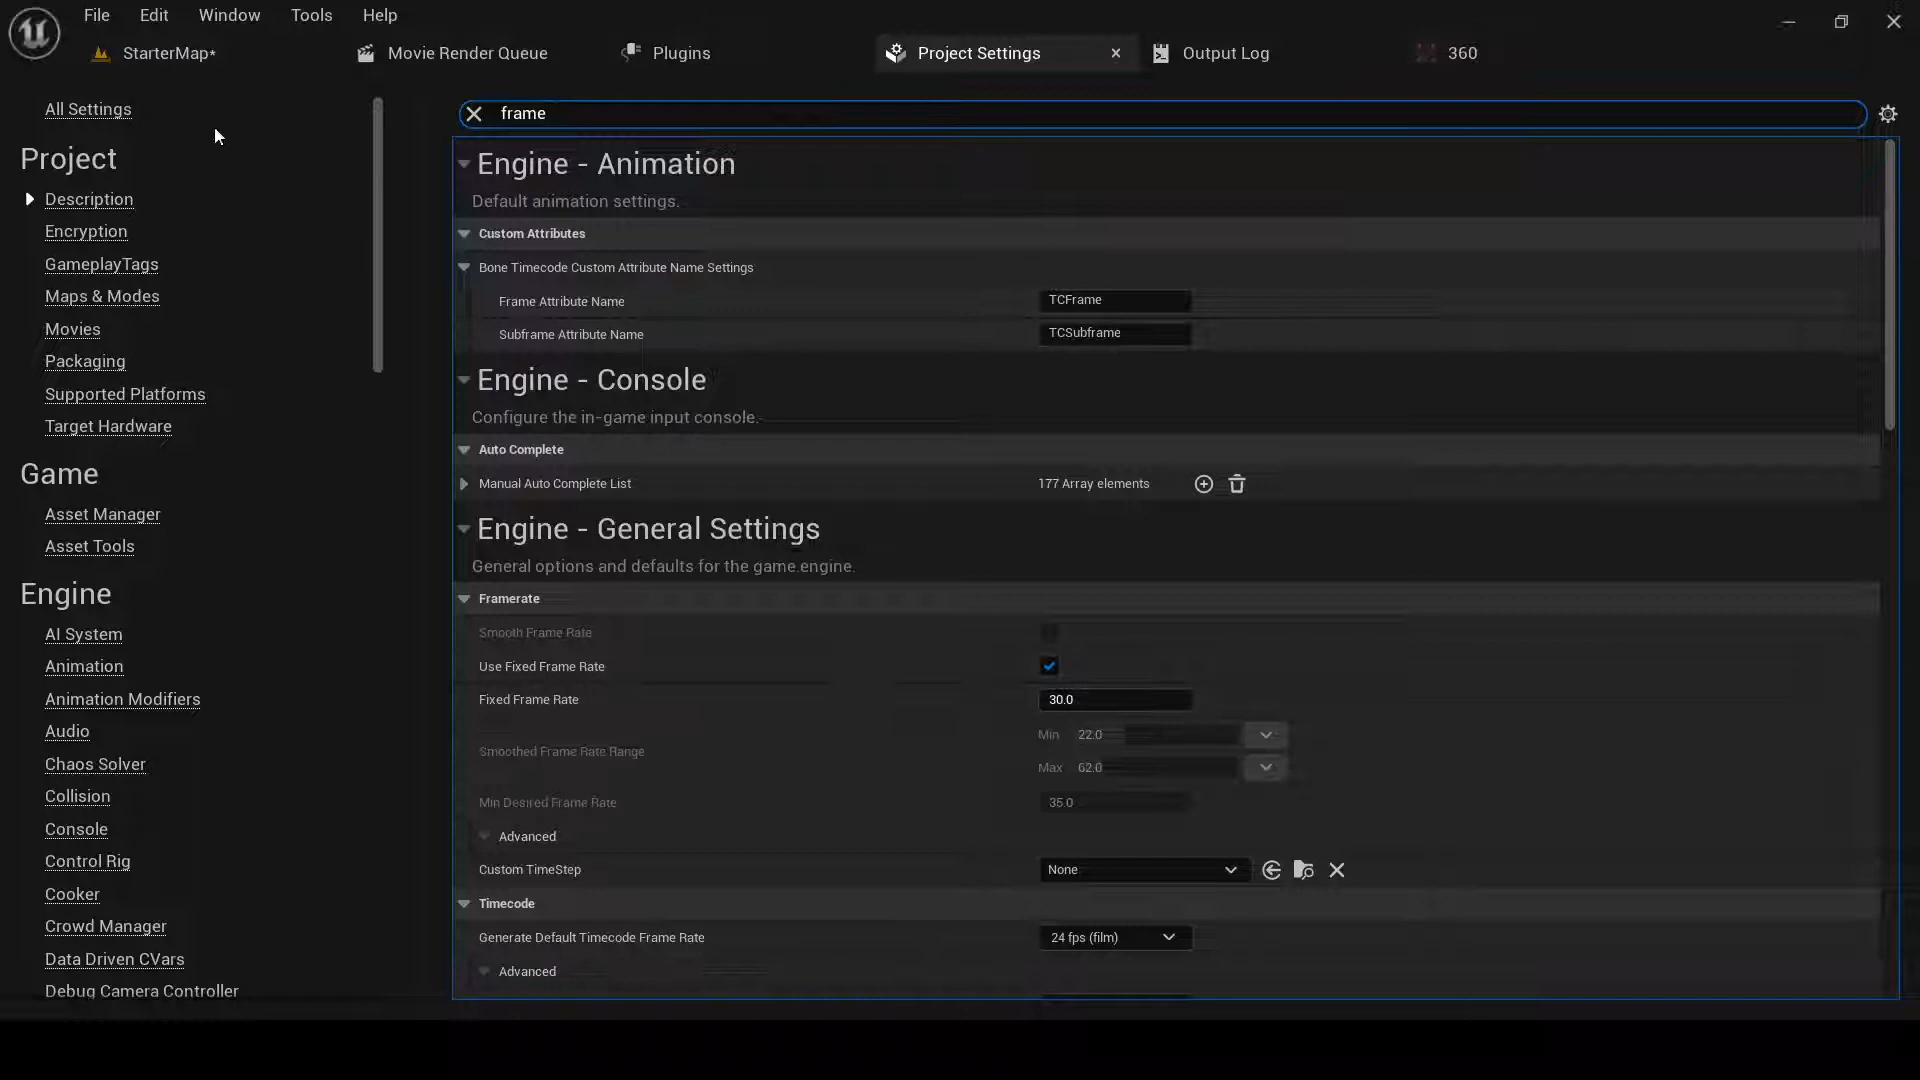 File Edit Window Tools Help
StarterMap* Movie Render Queue Plugins Project Settings Output Log 360
All Settings
Project
Description
Encryption
GameplayTags
Maps & Modes
Movies
Packaging
Supported Platforms
Target Hardware
Game
Asset Manager
Asset Tools
Engine
AI System
Animation
Animation Modifiers
Audio
Chaos Solver
Collision
Console
Control Rig
Cooker
Crowd Manager
Data Driven CVars
Debug Camera Controller
frame
Engine - Animation
Default animation settings.
Custom Attributes
Bone Timecode Custom Attribute Name Settings
Frame Attribute Name TCFrame
Subframe Attribute Name TCSubframe
Engine - Console
Configure the in-game input console.
Auto Complete
Manual Auto Complete List 177 Array elements
Engine - General Settings
General options and defaults for the game engine.
Framerate
Smooth Frame Rate
Use Fixed Frame Rate
Fixed Frame Rate 30.0
Smoothed Frame Rate Range
Min 22.0
Max 62.0
Min Desired Frame Rate 35.0
Advanced
Custom TimeStep None
Timecode
Generate Default Timecode Frame Rate 24 fps (film)
Advanced